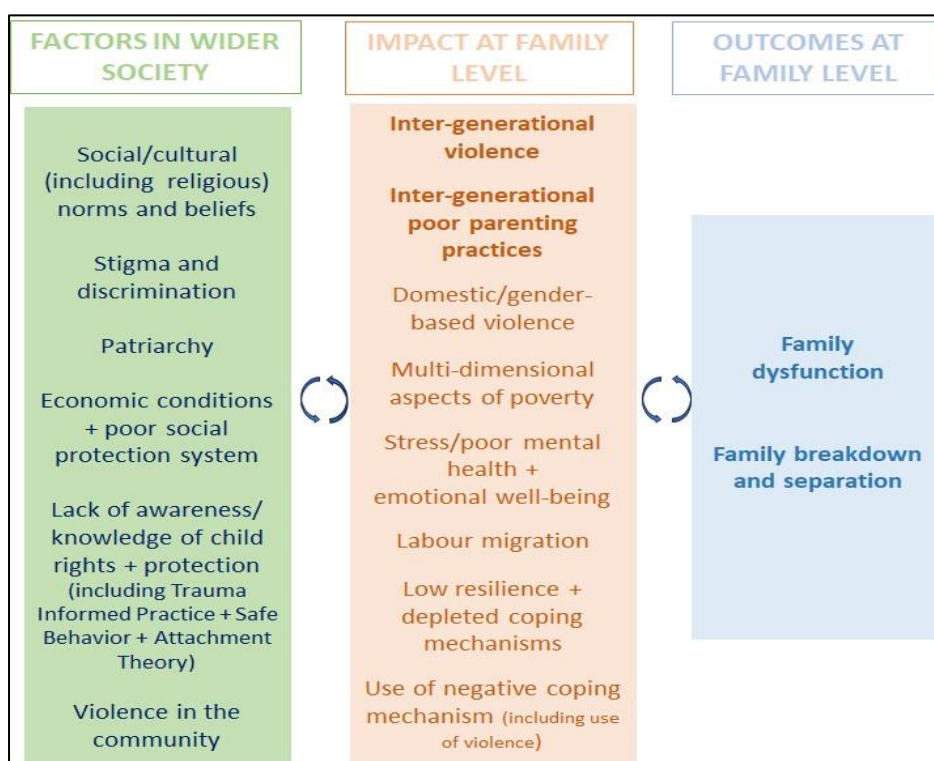 FACTORS IN WIDER
SOCIETY
Social/cultural
(including religious)
norms and beliefs
Stigma and
discrimination
Patriarchy
Economic conditions
+ poor social
protection system
Lack of awareness/
knowledge of child
rights + protection
(including Trauma
Informed Practice + Safe
Behavior + Attachment
Theory)
Violence in the
community
IMPACT AT FAMILY
LEVEL
Inter-generational
violence
Inter-generational
poor parenting
practices
Domestic/gender-
based violence
Multi-dimensional
aspects of poverty
Stress/poor mental
health +
emotional well-being
Labour migration
Low resilience +
depleted coping
mechanisms
Use of negative coping
mechanism (including use
of violence)
OUTCOMES AT
FAMILY LEVEL
Family
dysfunction
Family breakdown
and separation